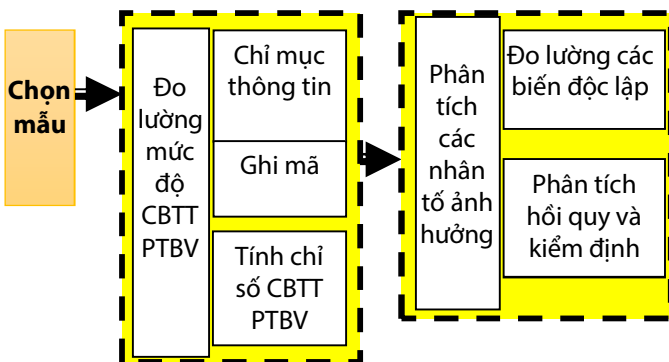 Chọn
mẫu
Đo
lường
mức
độ
CBTT
PTBV
Chỉ mục
thông tin
Ghi mã
Tính chỉ
số CBTT
PTBV
Phân
tích
các
nhân
tố ảnh
hưởng
Đo lường các
biến độc lập
Phân tích
hồi quy và
kiểm định